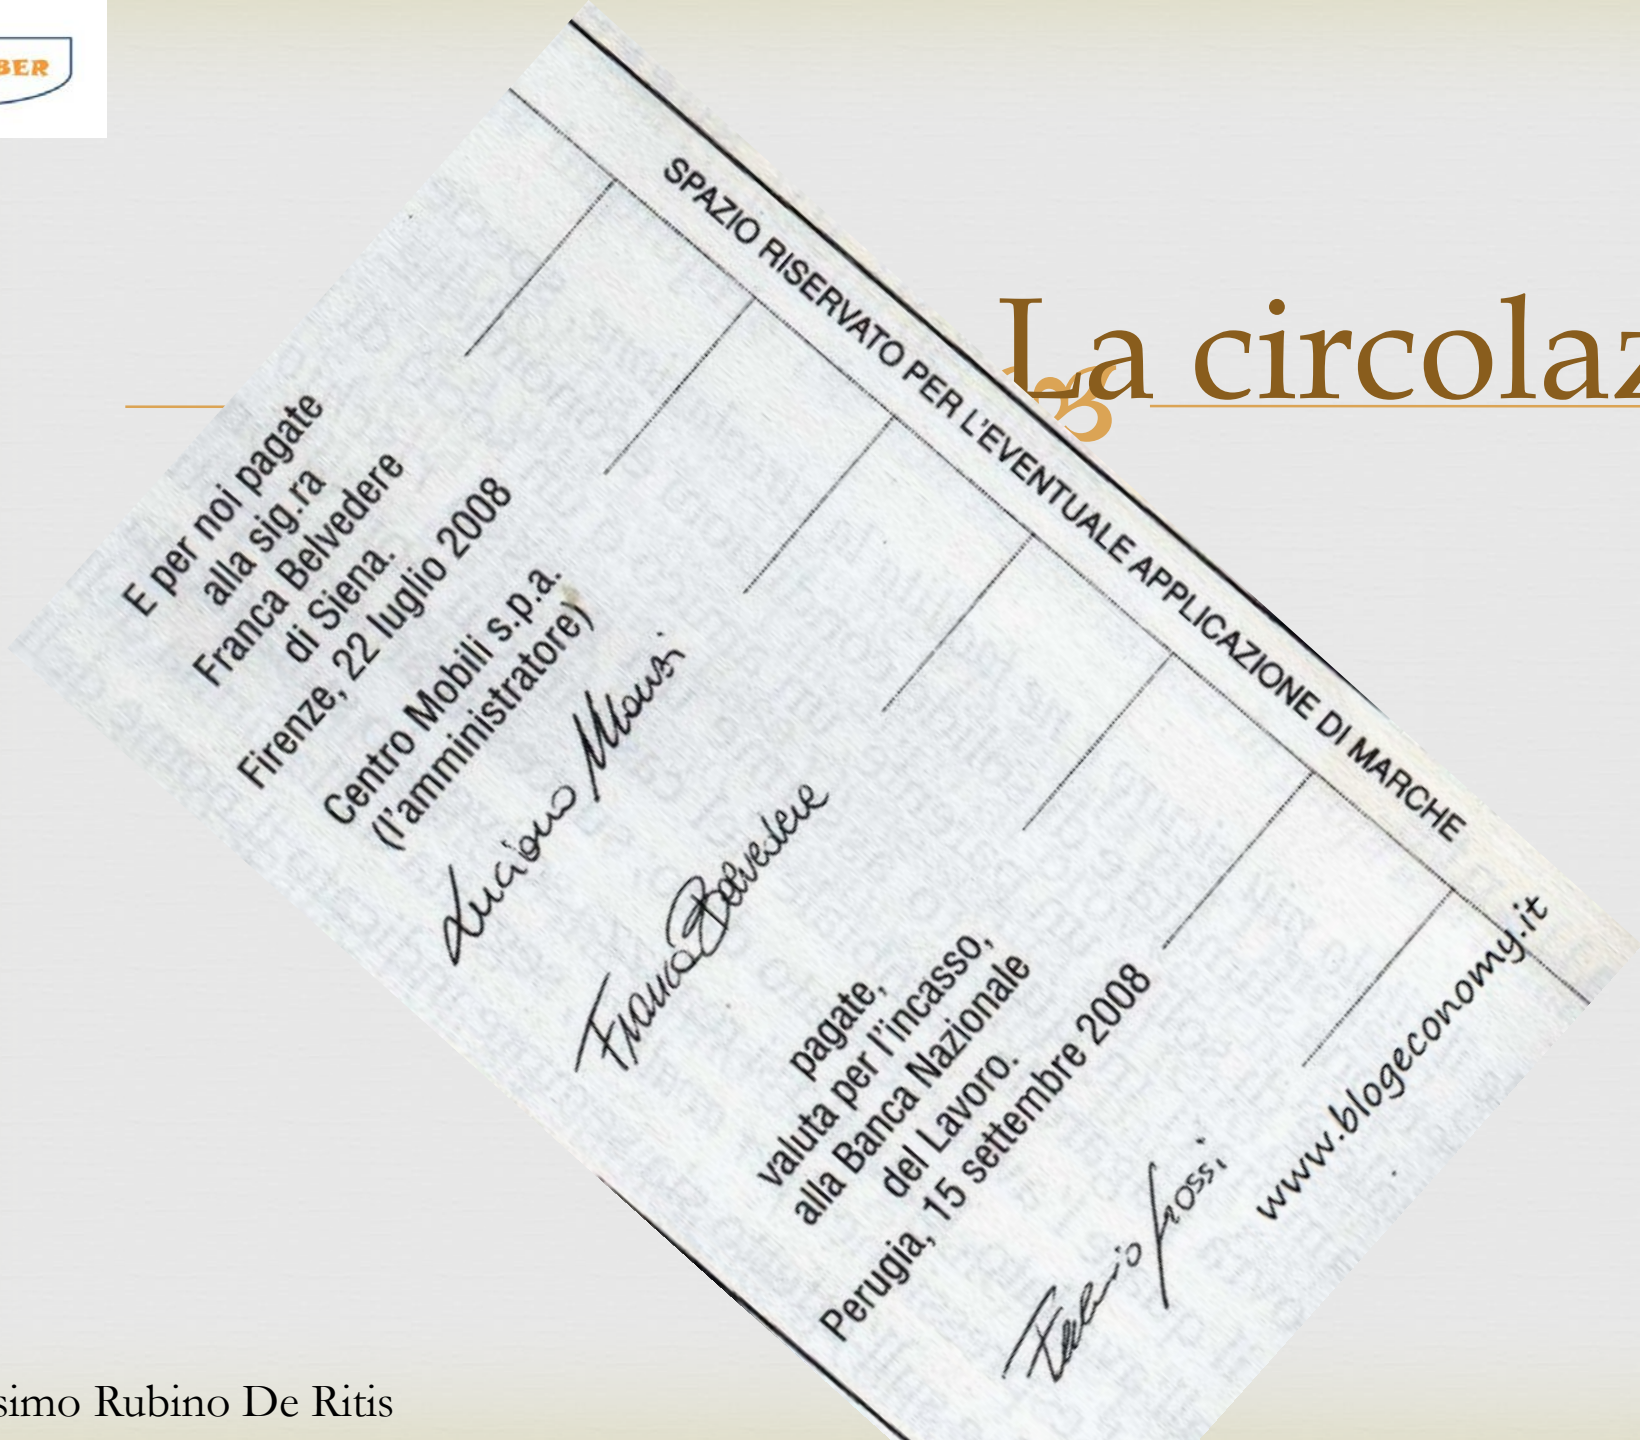 BER
La circolaz
SPAZIO RISERVATO PER L'EVENTUALE APPLICAZIONE DI MARCHE
E per noi pagate
alla sig.ra
Franca Belvedere
di Siena.
Firenze, 22 luglio 2008
Centro Mobili s.p.a.
(l'amministratore)
Luciano
Franca Belvedere
pagate,
valuta per l'incasso,
alla Banca Nazionale
del Lavoro.
Perugia, 15 settembre 2008
Fabio Rossi
www.blogeconomy.it
simo Rubino De Ritis